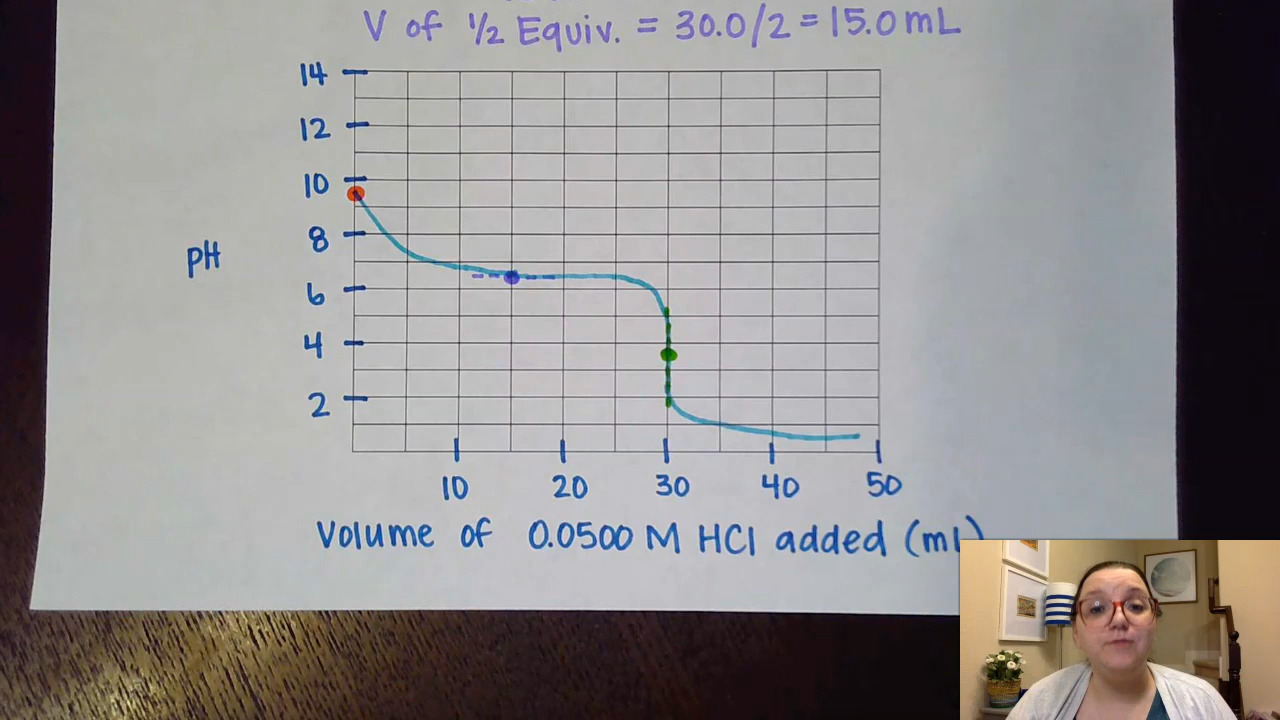 V of ½ Equiv. = 30.0/2 = 15.0 mL
14
12
10
8
pH
6
4
2
10 20 30 40 50
Volume of 0.0500 M HCl added (mL)